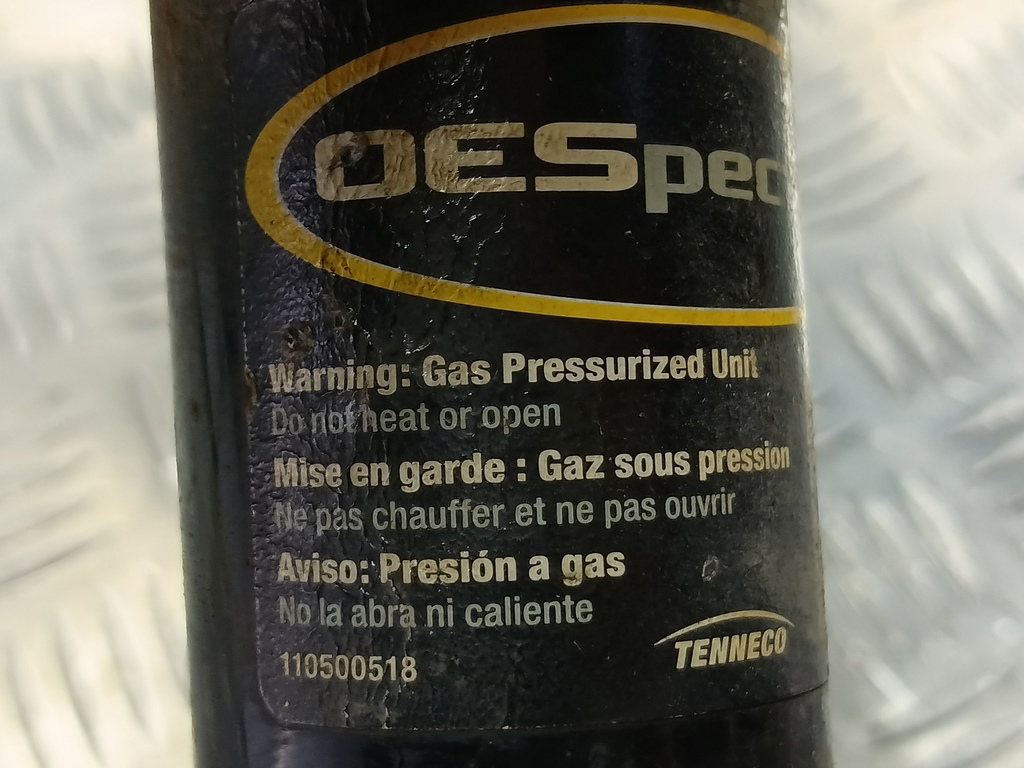 OESpec
Warning: Gas Pressurized Unit
Do not heat or open
Mise en garde : Gaz sous pression
Ne pas chauffer et ne pas ouvrir
Aviso: Presión a gas
No la abra ni caliente
110500518
TENNECO